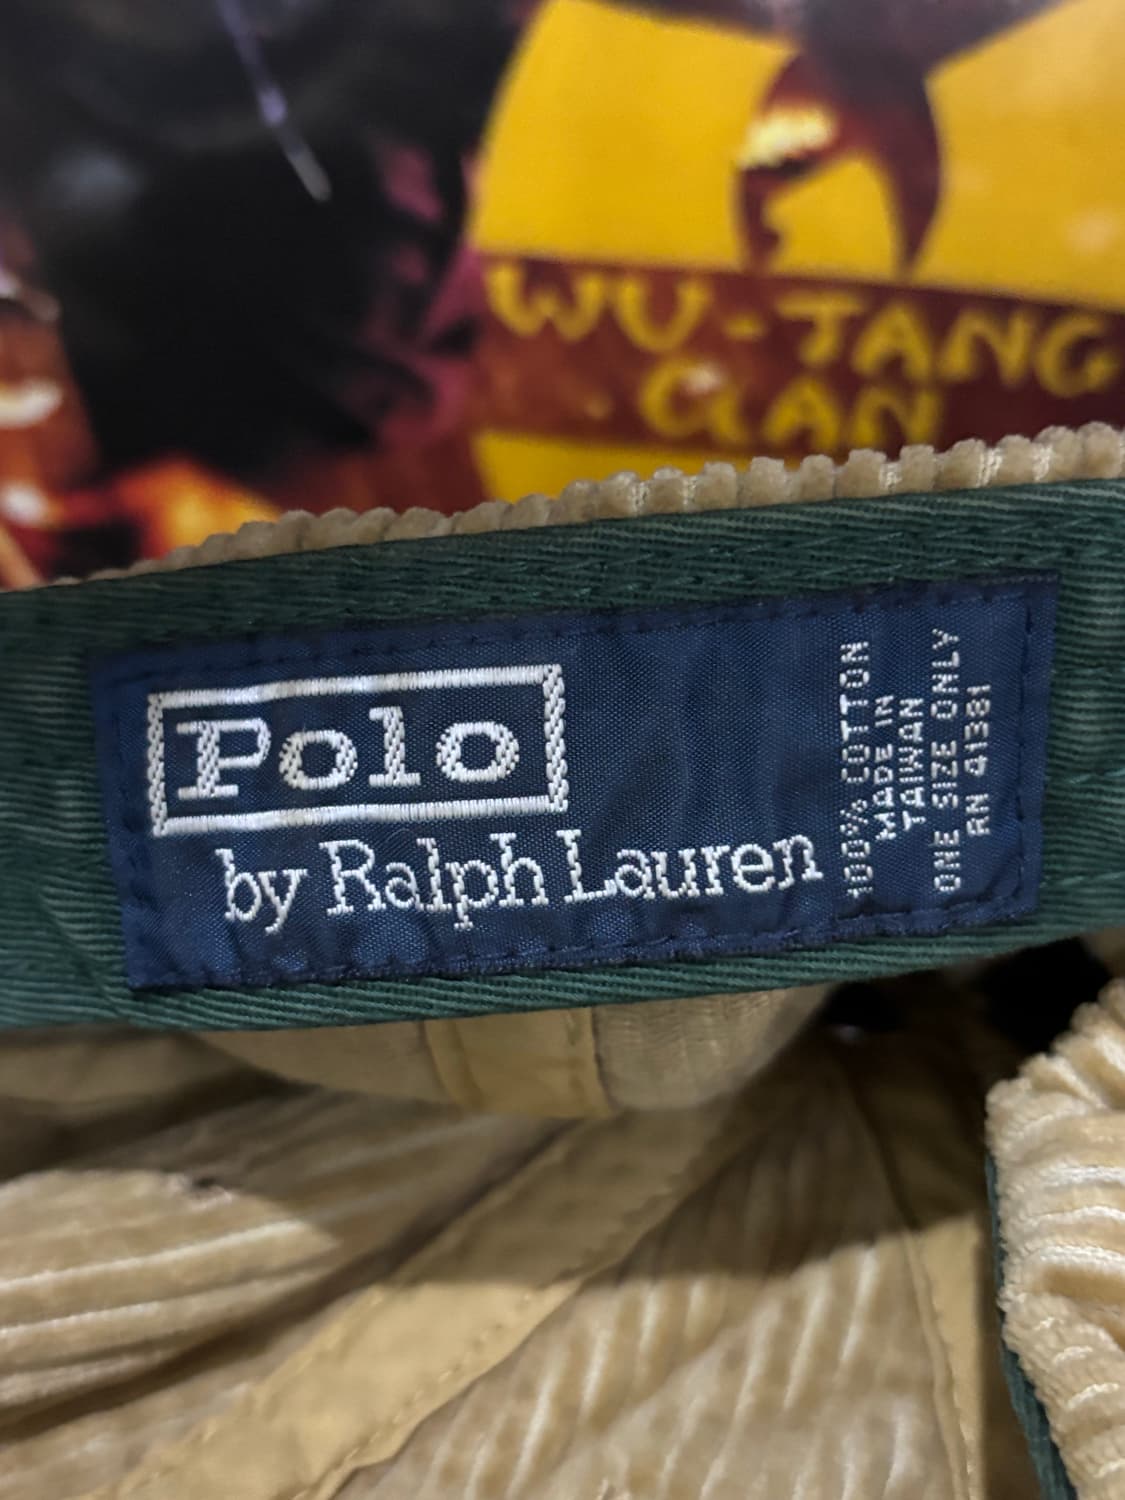 WU-TANG
CLAN
Polo
by Ralph Lauren
100% COTTON
MADE IN
TAIWAN
ONE SIZE ONLY
RN 41381